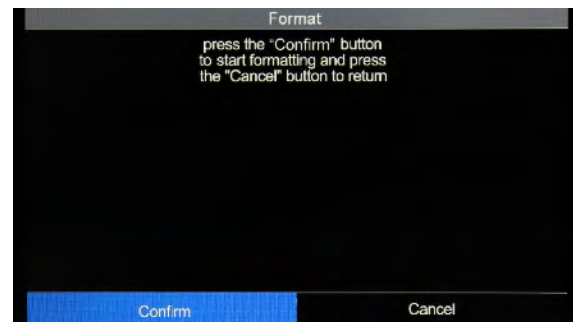 Format
press the "Confirm" button
to start formatting and press
the "Cancel" button to return
Confirm
Cancel